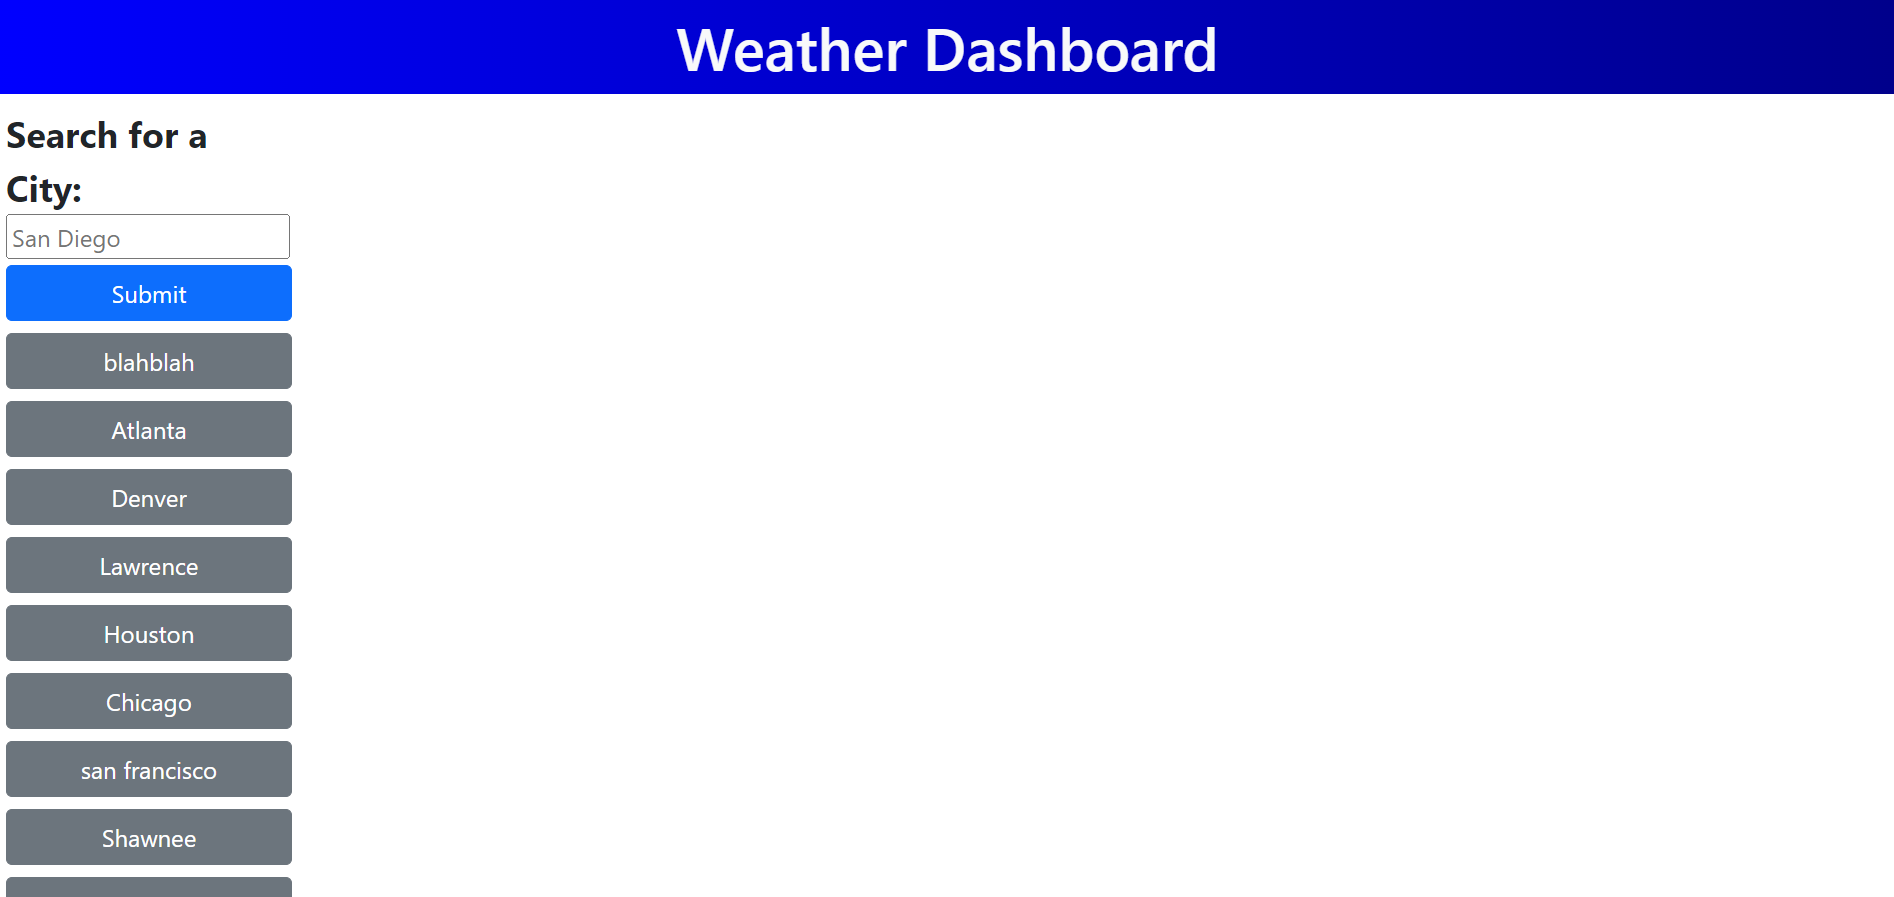 Weather Dashboard
Search for a
City:
San Diego
Submit
blahblah
Atlanta
Denver
Lawrence
Houston
Chicago
san francisco
Shawnee